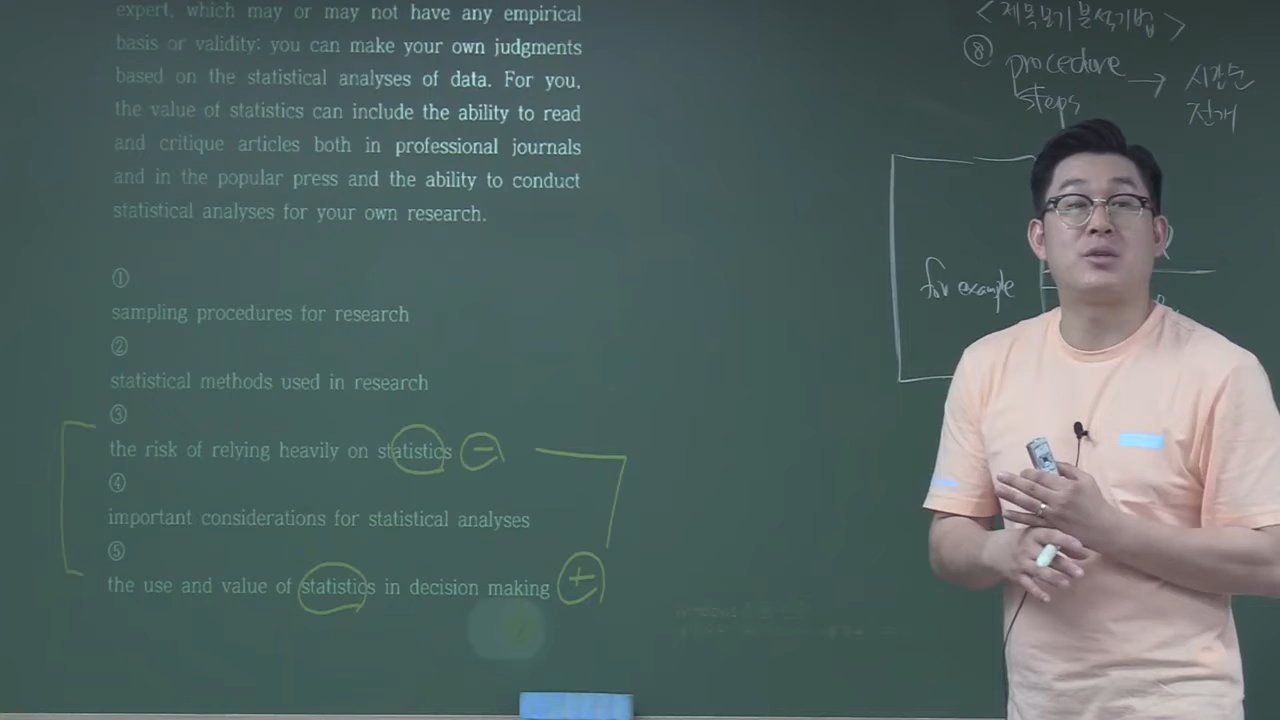 expert, which may or may not have any empirical
basis or validity; you can make your own judgments
based on the statistical analyses of data. For you,
the value of statistics can include the ability to read
and critique articles both in professional journals
and in the popular press and the ability to conduct
statistical analyses for your own research.
①
sampling procedures for research
②
statistical methods used in research
③
the risk of relying heavily on statistics −
④
important considerations for statistical analyses
⑤
the use and value of statistics in decision making +
Windows
<제목보기분석기법>
⑧ procedure → 시간순
steps 전개
for example